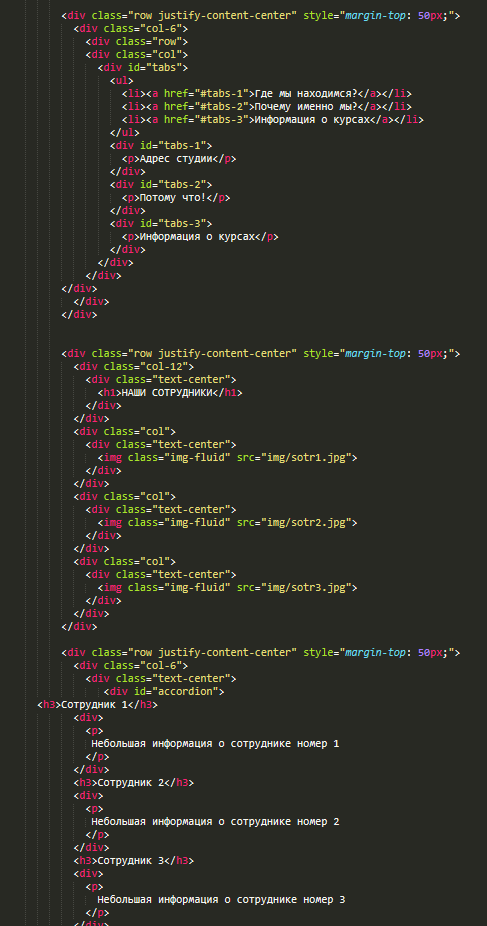 <div class="row justify-content-center" style="margin-top: 50px;">
<div class="col-6">
<div class="row">
<div class="col">
<div id="tabs">
<ul>
<li><a href="#tabs-1">Где мы находимся?</a></li>
<li><a href="#tabs-2">Почему именно мы?</a></li>
<li><a href="#tabs-3">Информация о курсах</a></li>
</ul>
<div id="tabs-1">
<p>Адрес студии</p>
</div>
<div id="tabs-2">
<p>Потому что!</p>
</div>
<div id="tabs-3">
<p>Информация о курсах</p>
</div>
</div>
</div>
</div>
</div>
</div>
<div class="row justify-content-center" style="margin-top: 50px;">
<div class="col-12">
<div class="text-center">
<h1>НАШИ СОТРУДНИКИ</h1>
</div>
</div>
<div class="col">
<div class="text-center">
<img class="img-fluid" src="img/sotr1.jpg">
</div>
</div>
<div class="col">
<div class="text-center">
<img class="img-fluid" src="img/sotr2.jpg">
</div>
</div>
<div class="col">
<div class="text-center">
<img class="img-fluid" src="img/sotr3.jpg">
</div>
</div>
</div>
<div class="row justify-content-center" style="margin-top: 50px;">
<div class="col-6">
<div class="text-center">
<div id="accordion">
<h3>Сотрудник 1</h3>
<div>
<p>
Небольшая информация о сотруднике номер 1
</p>
</div>
<h3>Сотрудник 2</h3>
<div>
<p>
Небольшая информация о сотруднике номер 2
</p>
</div>
<h3>Сотрудник 3</h3>
<div>
<p>
Небольшая информация о сотруднике номер 3
</p>
</div>